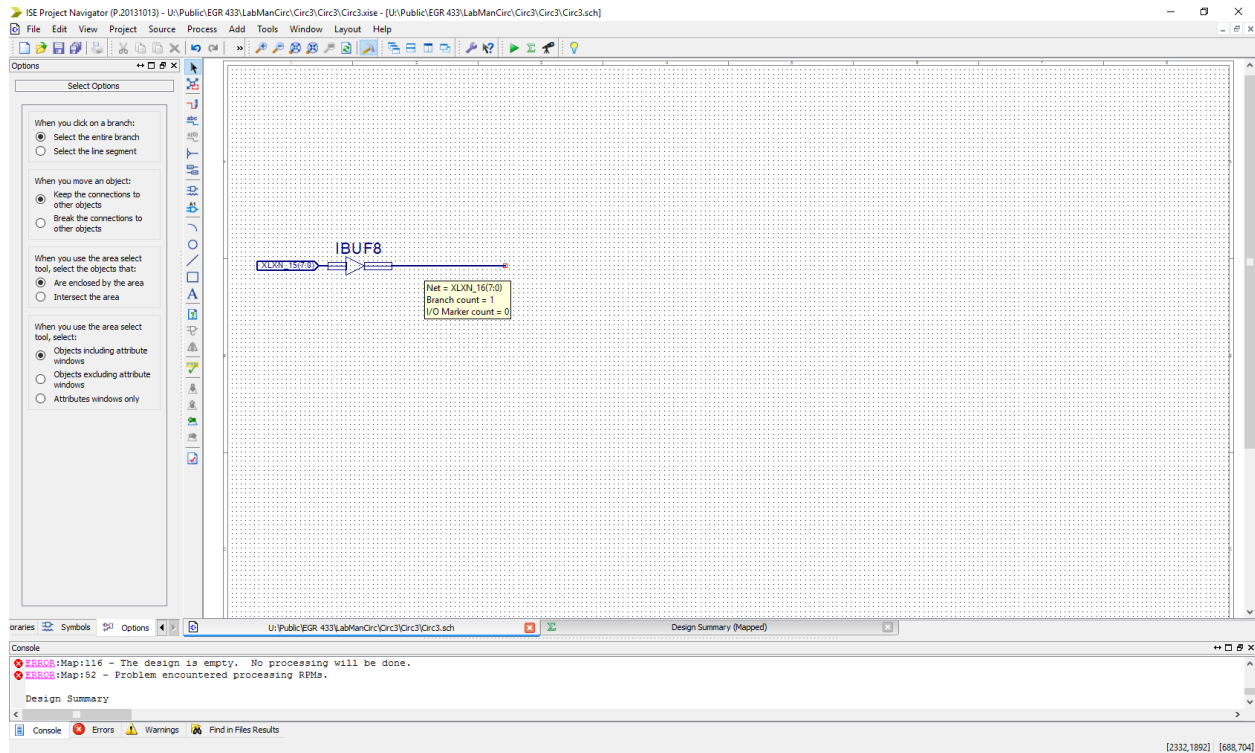 ISE Project Navigator (P.20131013) - U:\Public\EGR 433\LabManCirc\Circ3\Circ3\Circ3.xise - [U:\Public\EGR 433\LabManCirc\Circ3\Circ3\Circ3.sch]
File Edit View Project Source Process Add Tools Window Layout Help
Options
Select Options
When you click on a branch:
Select the entire branch
Select the line segment
When you move an object:
Keep the connections to
other objects
Break the connections to
other objects
When you use the area select
tool, select the objects that:
Are enclosed by the area
Intersect the area
When you use the area select
tool, select:
Objects including attribute
windows
Objects excluding attribute
windows
Attributes windows only
abc
A
IBUF8
XLXN_15(7:0)
Net = XLXN_16(7:0)
Branch count = 1
I/O Marker count = 0
oraries Symbols Options U:\Public\EGR 433\LabManCirc\Circ3\Circ3\Circ3.sch Design Summary (Mapped)
Console
ERROR:Map:116 - The design is empty. No processing will be done.
ERROR:Map:52 - Problem encountered processing RPMs.
Design Summary
Console Errors Warnings Find in Files Results
[2332,1892] [688,704]